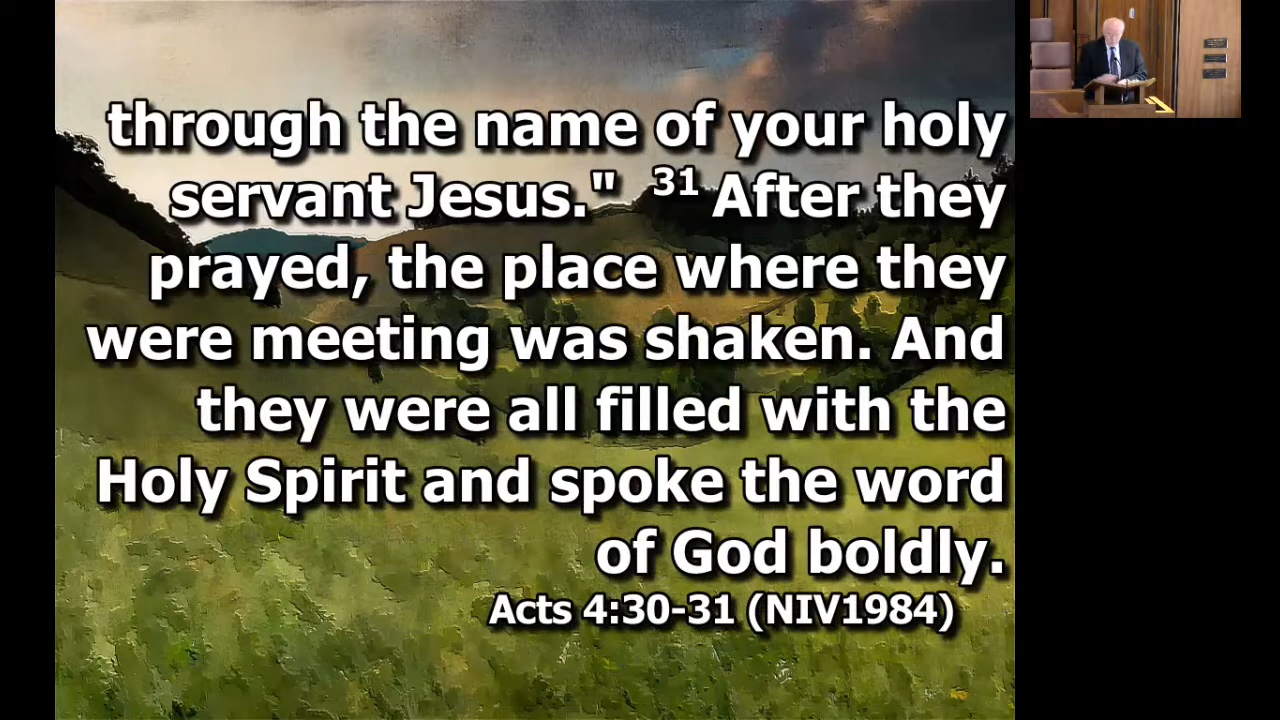 through the name of your holy
servant Jesus." 31 After they
prayed, the place where they
were meeting was shaken. And
they were all filled with the
Holy Spirit and spoke the word
of God boldly.
Acts 4:30-31 (NIV1984)